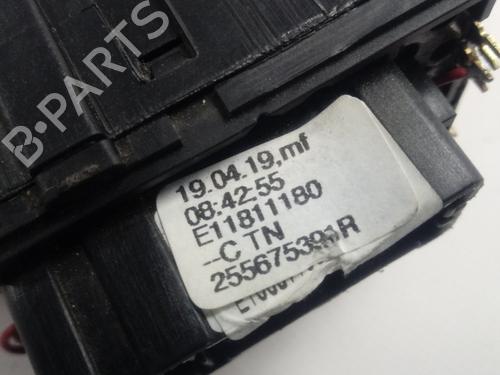 B-PARTS
19.04.19,mf
08:42:55
E11811180
--C TN
255675391R